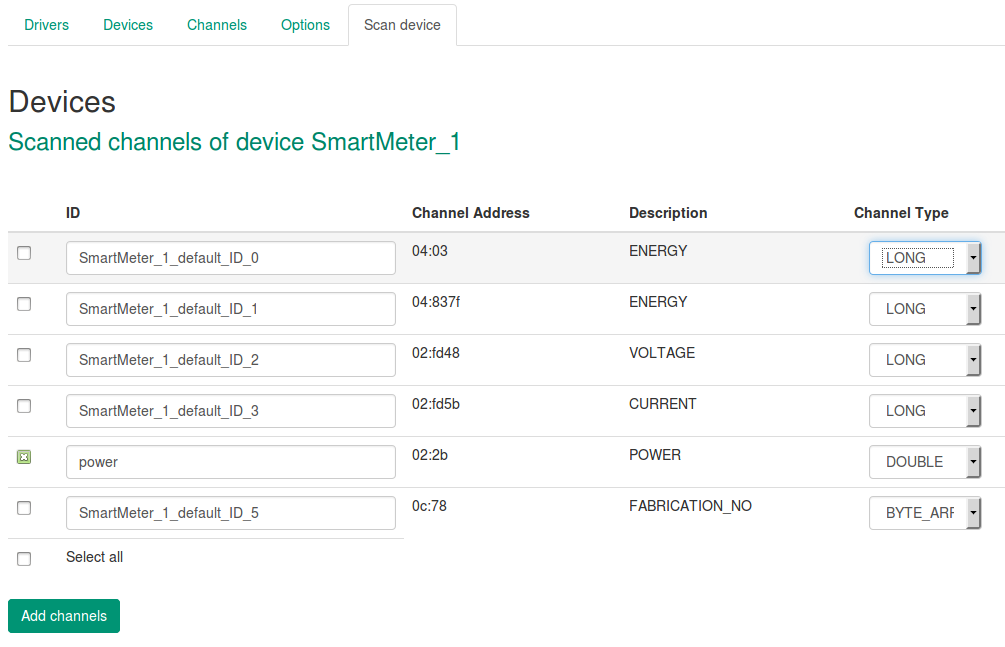 Drivers Devices Channels Options Scan device
Devices
Scanned channels of device SmartMeter_1
ID Channel Address Description Channel Type
SmartMeter_1_default_ID_0 04:03 ENERGY LONG
SmartMeter_1_default_ID_1 04:837f ENERGY LONG
SmartMeter_1_default_ID_2 02:fd48 VOLTAGE LONG
SmartMeter_1_default_ID_3 02:fd5b CURRENT LONG
power 02:2b POWER DOUBLE
SmartMeter_1_default_ID_5 0c:78 FABRICATION_NO BYTE_ARR
Select all
Add channels